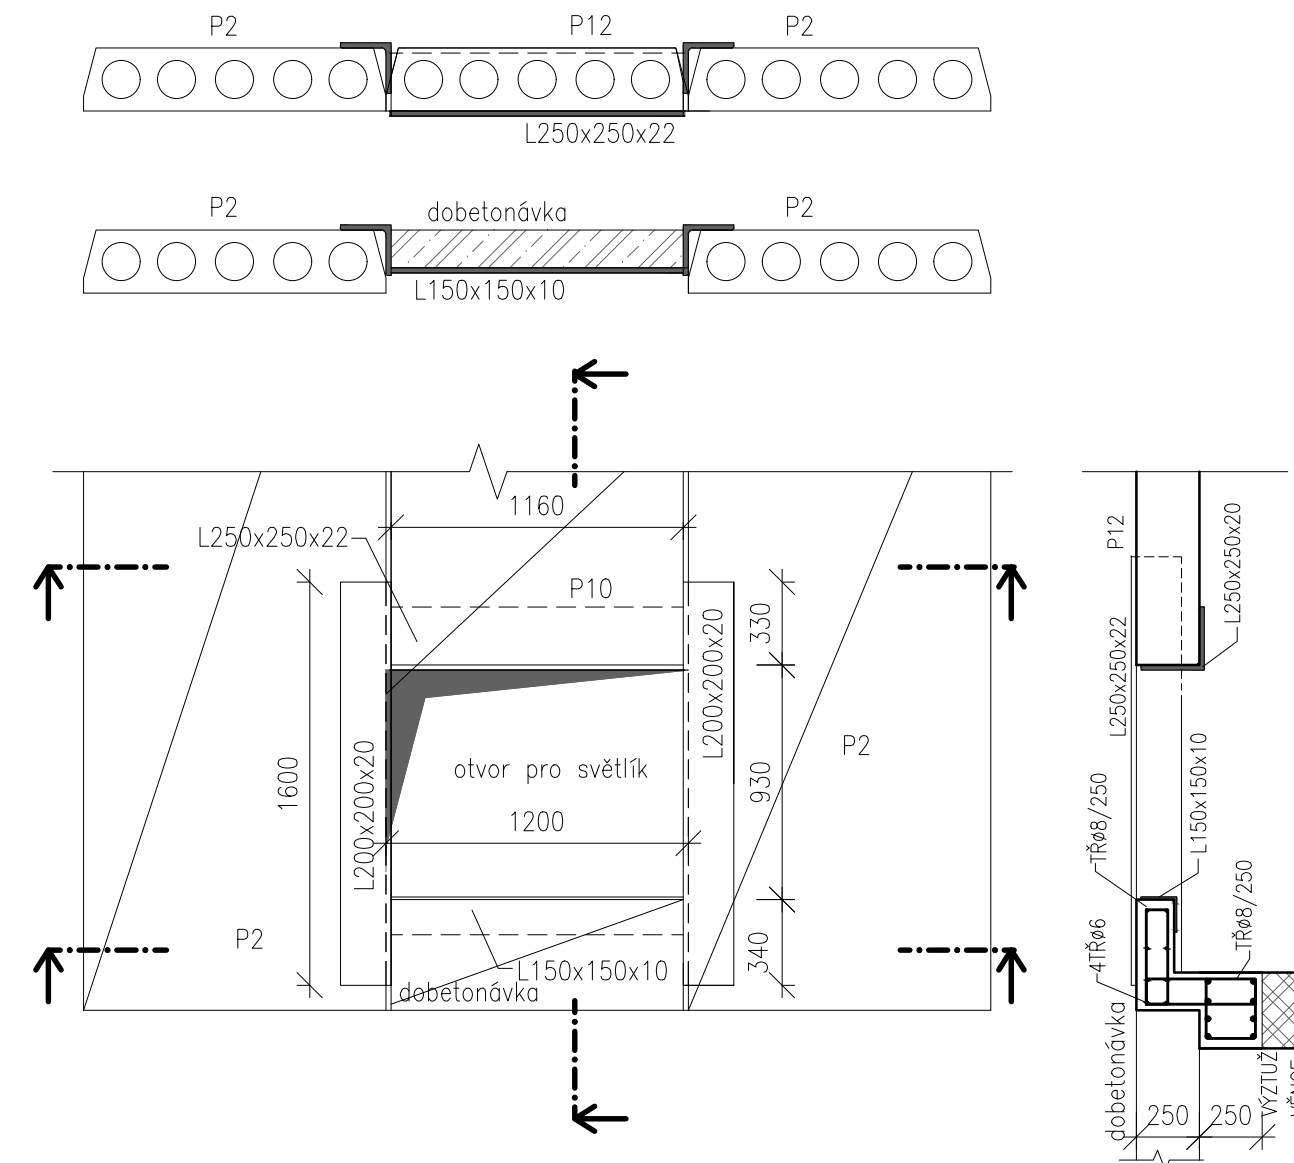 P2
P12
P2
L250x250x22
P2
dobetonávka
P2
L150x150x10
1160
L250x250x22
P10
330
L200x200x20
1600
L200x200x20
otvor pro světlík
930
P2
1200
P2
L150x150x10
340
dobetonávka
P12
L250x250x20
L250x250x22
L150x150x10
TŘø8/250
TŘø8/250
4TŘø6
dobetonávka
250
250
VÝZTUŽ